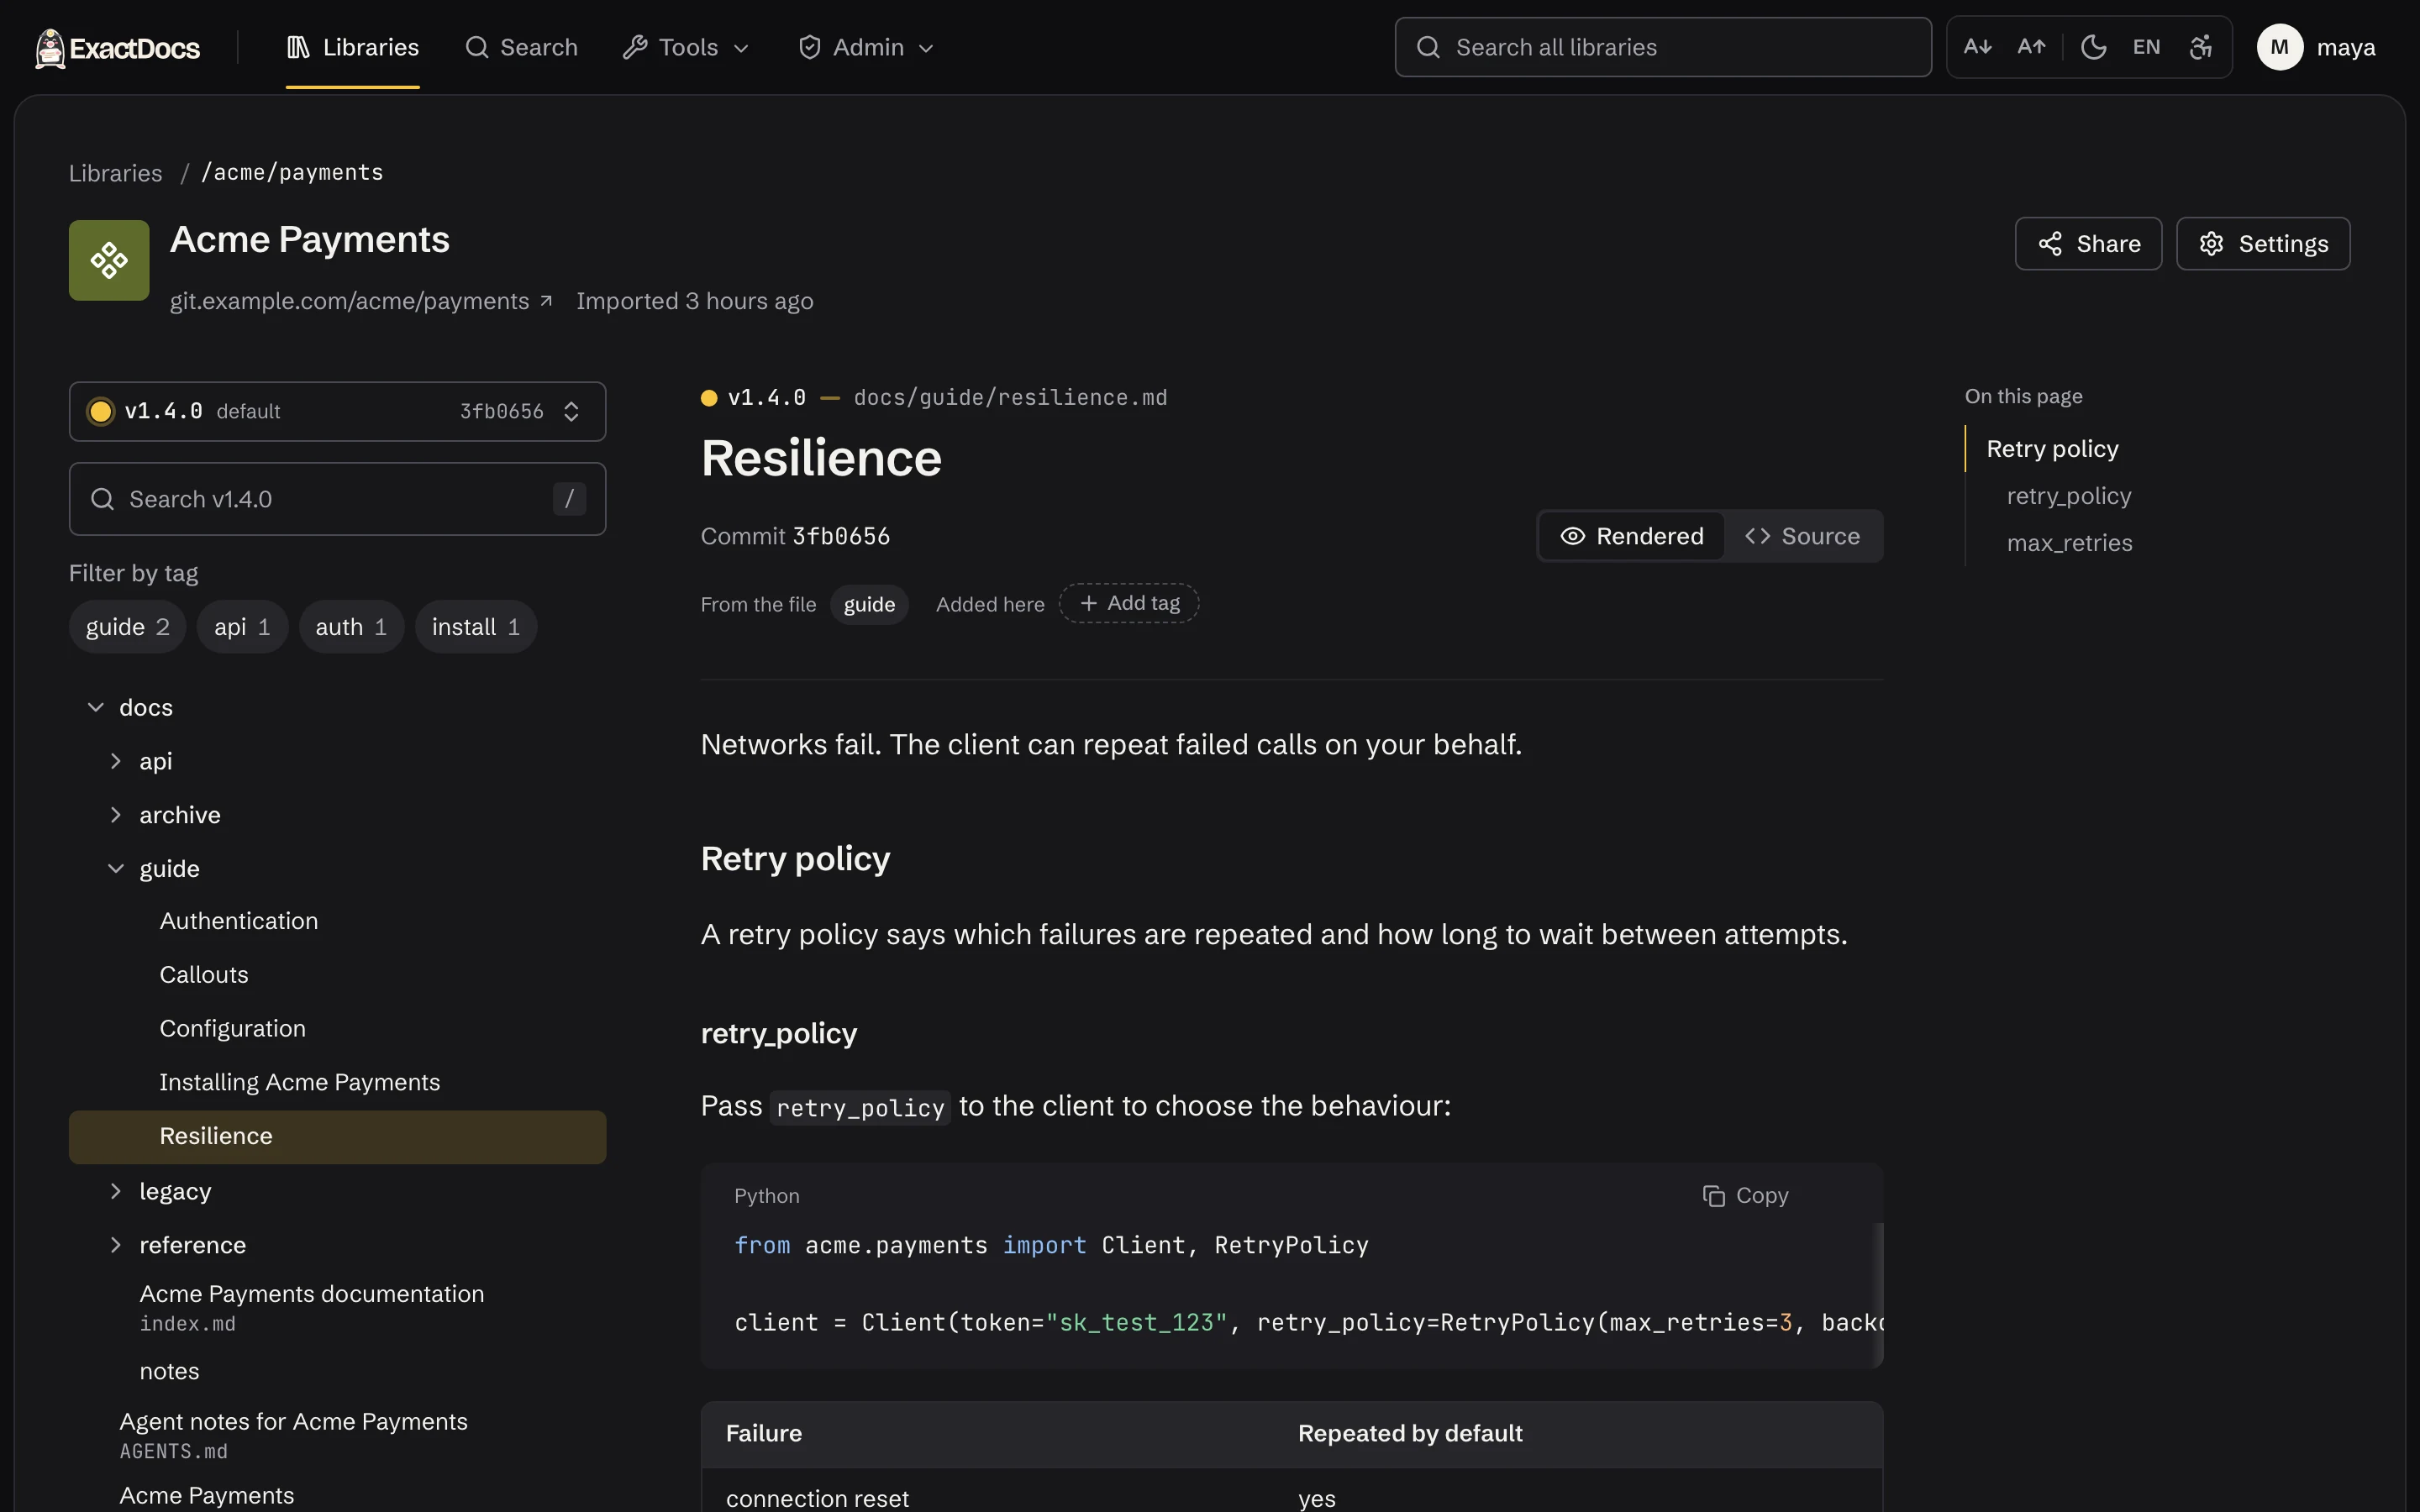 ExactDocs
Libraries
Search
Tools
Admin
Search all libraries
A
A
EN
M
maya
Libraries / /acme/payments
Acme Payments
git.example.com/acme/payments ↗ Imported 3 hours ago
Share
Settings
v1.4.0 default 3fb0656
Search v1.4.0 /
Filter by tag
guide 2
api 1
auth 1
install 1
docs
api
archive
guide
Authentication
Callouts
Configuration
Installing Acme Payments
Resilience
legacy
reference
Acme Payments documentation
index.md
notes
Agent notes for Acme Payments
AGENTS.md
Acme Payments
v1.4.0 — docs/guide/resilience.md
Resilience
Commit 3fb0656
Rendered
Source
From the file guide Added here + Add tag
Networks fail. The client can repeat failed calls on your behalf.
Retry policy
A retry policy says which failures are repeated and how long to wait between attempts.
retry_policy
Pass retry_policy to the client to choose the behaviour:
Python
Copy
from acme.payments import Client, RetryPolicy
client = Client(token="sk_test_123", retry_policy=RetryPolicy(max_retries=3,
Failure Repeated by default
connection reset yes
On this page
Retry policy
retry_policy
max_retries